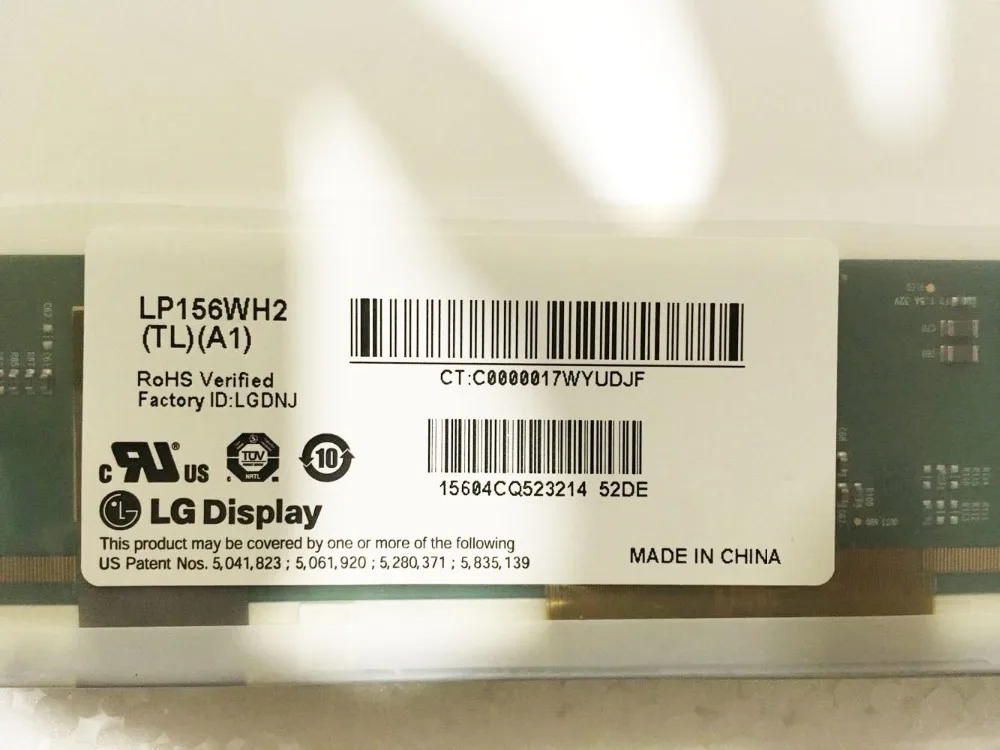 LP156WH2
(TL)(A1)
RoHS Verified
Factory ID:LGDNJ
CT:C0000017WYUDJF
15604CQ523214 52DE
c RU ® US
TÜV
NRTL
10
LG Display
This product may be covered by one or more of the following
US Patent Nos. 5,041,823 ; 5,061,920 ; 5,280,371 ; 5,835,139
MADE IN CHINA